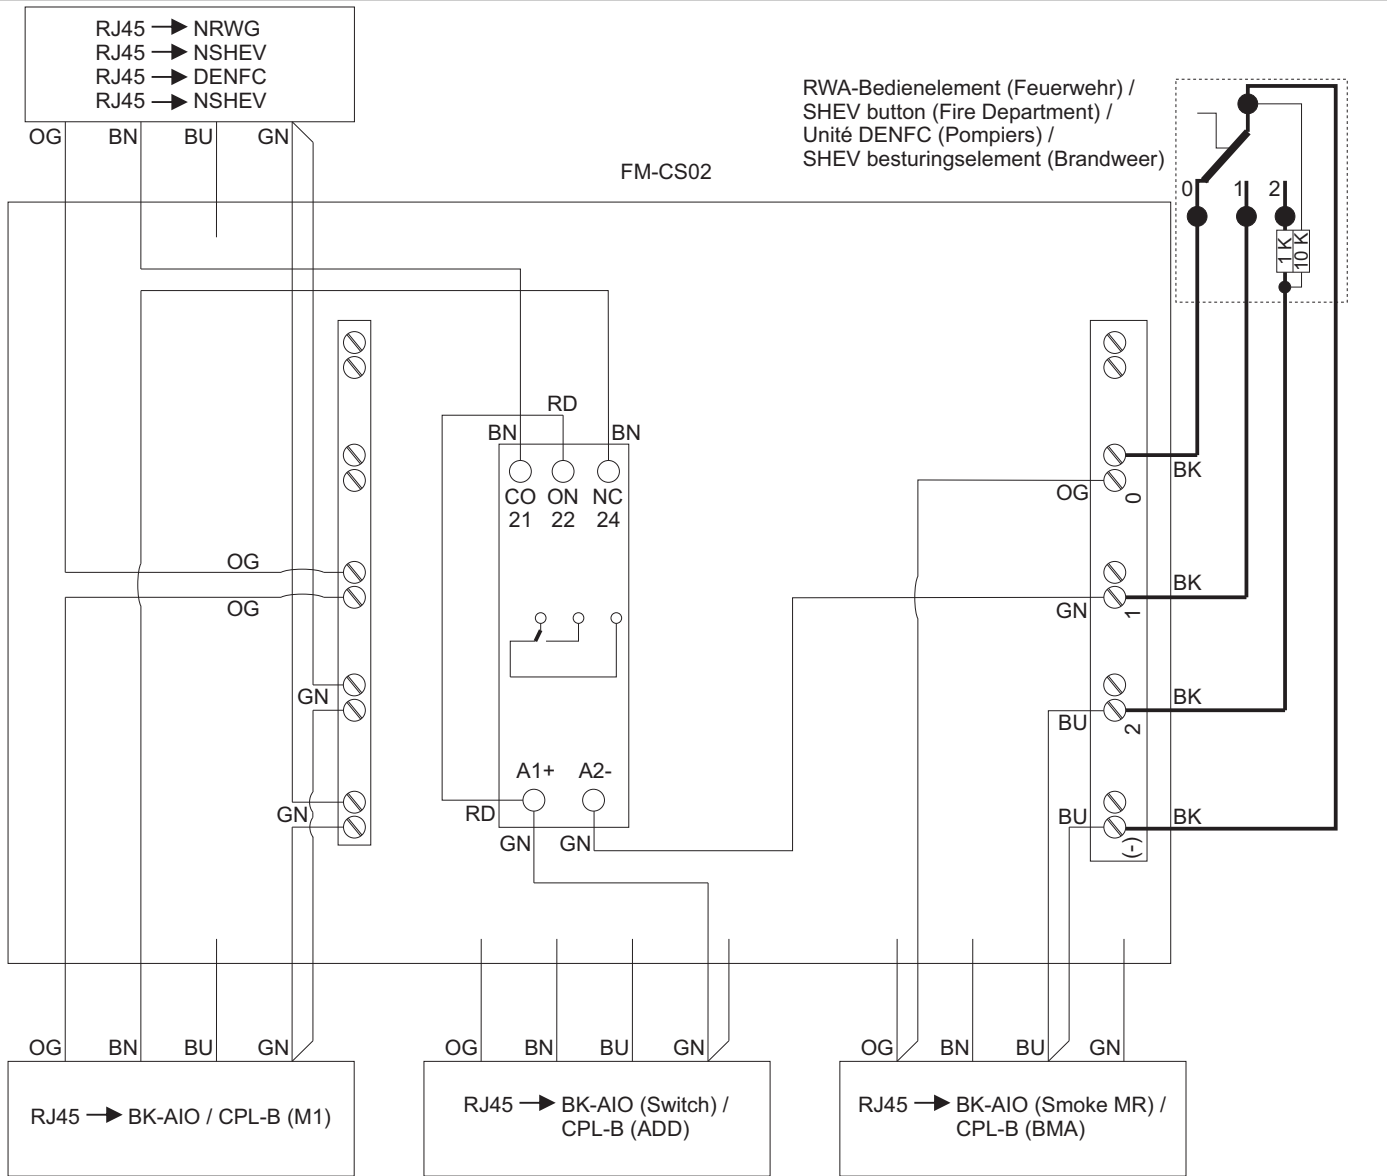 RJ45 → NRWG
RJ45 → NSHEV
RJ45 → DENFC
RJ45 → NSHEV
OG BN BU GN
RWA-Bedienelement (Feuerwehr) /
SHEV button (Fire Department) /
Unité DENFC (Pompiers) /
SHEV besturingselement (Brandweer)
FM-CS02
0 1 2
1 K
10 K
RD
BN BN
CO ON NC
21 22 24
BK
OG
0
OG
OG
BK
GN
1
GN
BK
BU
2
A1+ A2-
RD
GN
BU
BK
(-)
GN GN
OG BN BU GN
OG BN BU GN
OG BN BU GN
RJ45 → BK-AIO / CPL-B (M1)
RJ45 → BK-AIO (Switch) /
CPL-B (ADD)
RJ45 → BK-AIO (Smoke MR) /
CPL-B (BMA)